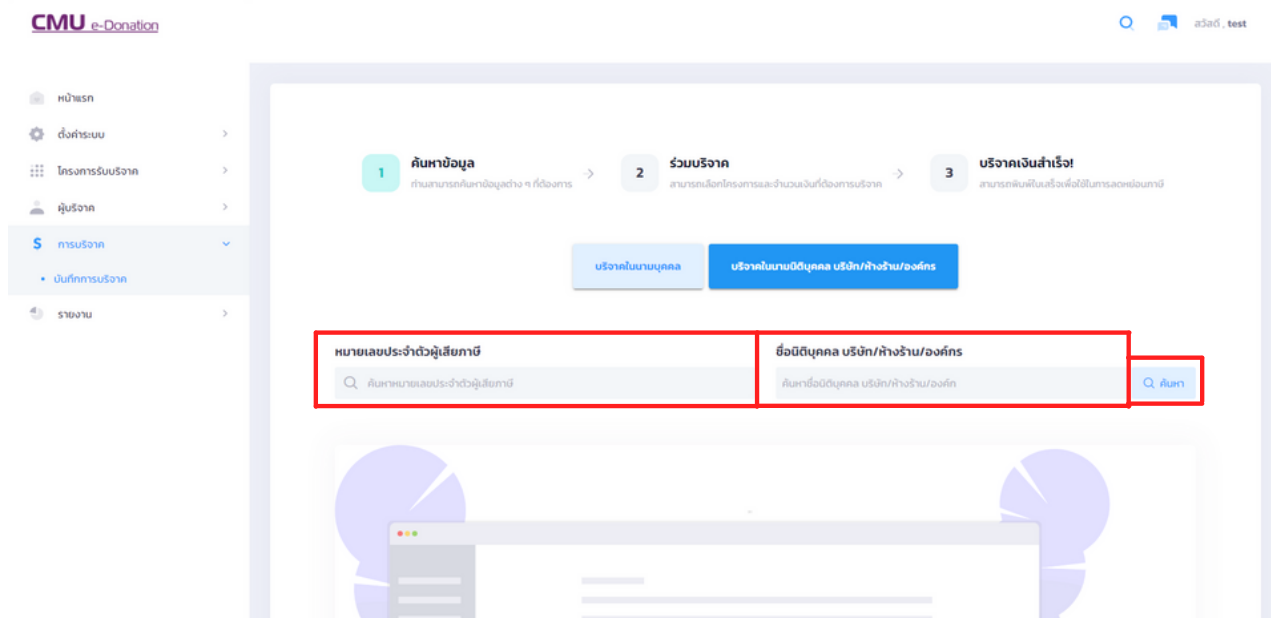 CMU e-Donation
สวัสดี , test
หน้าแรก
ตั้งค่าระบบ
โครงการรับบริจาค
ผู้บริจาค
$ การบริจาค
• บันทึกการบริจาค
รายงาน
1 ค้นหาข้อมูล
ท่านสามารถค้นหาข้อมูลต่าง ๆ ที่ต้องการ
2 ร่วมบริจาค
สามารถเลือกโครงการและจำนวนเงินที่ต้องการบริจาค
3 บริจาคเงินสำเร็จ!
สามารถพิมพ์ใบเสร็จเพื่อใช้ในการลดหย่อนภาษี
บริจาคในนามบุคคล
บริจาคในนามนิติบุคคล บริษัท/ห้างร้าน/องค์กร
หมายเลขประจำตัวผู้เสียภาษี
ค้นหาหมายเลขประจำตัวผู้เสียภาษี
ชื่อนิติบุคคล บริษัท/ห้างร้าน/องค์กร
ค้นหาชื่อนิติบุคคล บริษัท/ห้างร้าน/องค์ก
ค้นหา